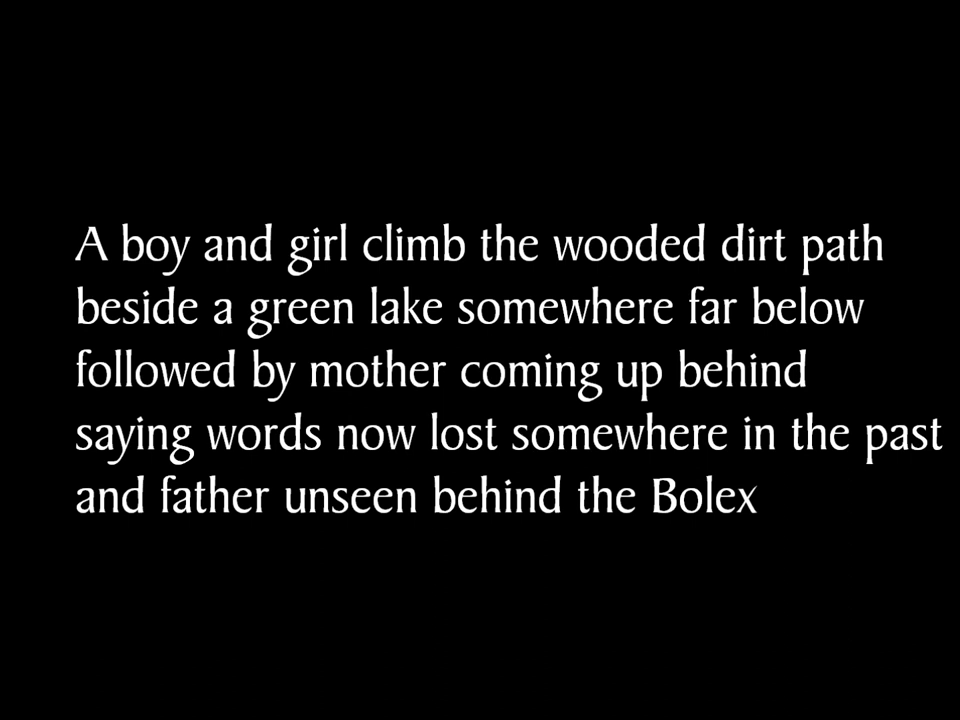 A boy and girl climb the wooded dirt path
beside a green lake somewhere far below
followed by mother coming up behind
saying words now lost somewhere in the past
and father unseen behind the Bolex